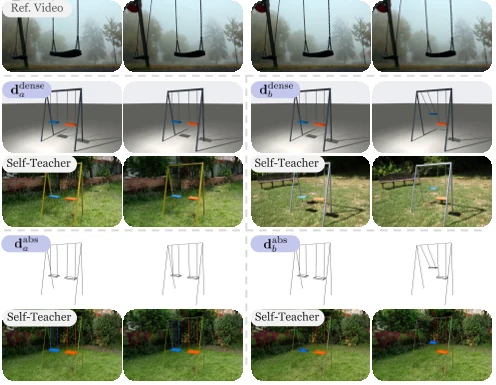 Ref. Video
d_a^dense
d_b^dense
Self-Teacher
Self-Teacher
d_a^abs
d_b^abs
Self-Teacher
Self-Teacher